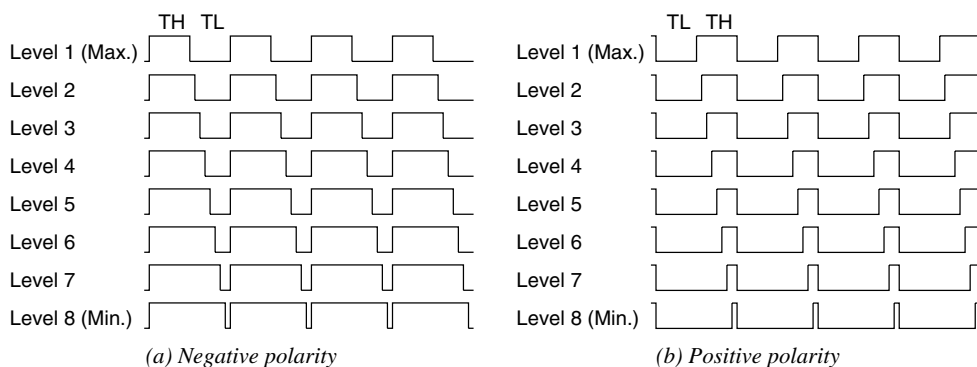 TH TL
Level 1 (Max.)
Level 2
Level 3
Level 4
Level 5
Level 6
Level 7
Level 8 (Min.)
(a) Negative polarity
TL TH
Level 1 (Max.)
Level 2
Level 3
Level 4
Level 5
Level 6
Level 7
Level 8 (Min.)
(b) Positive polarity